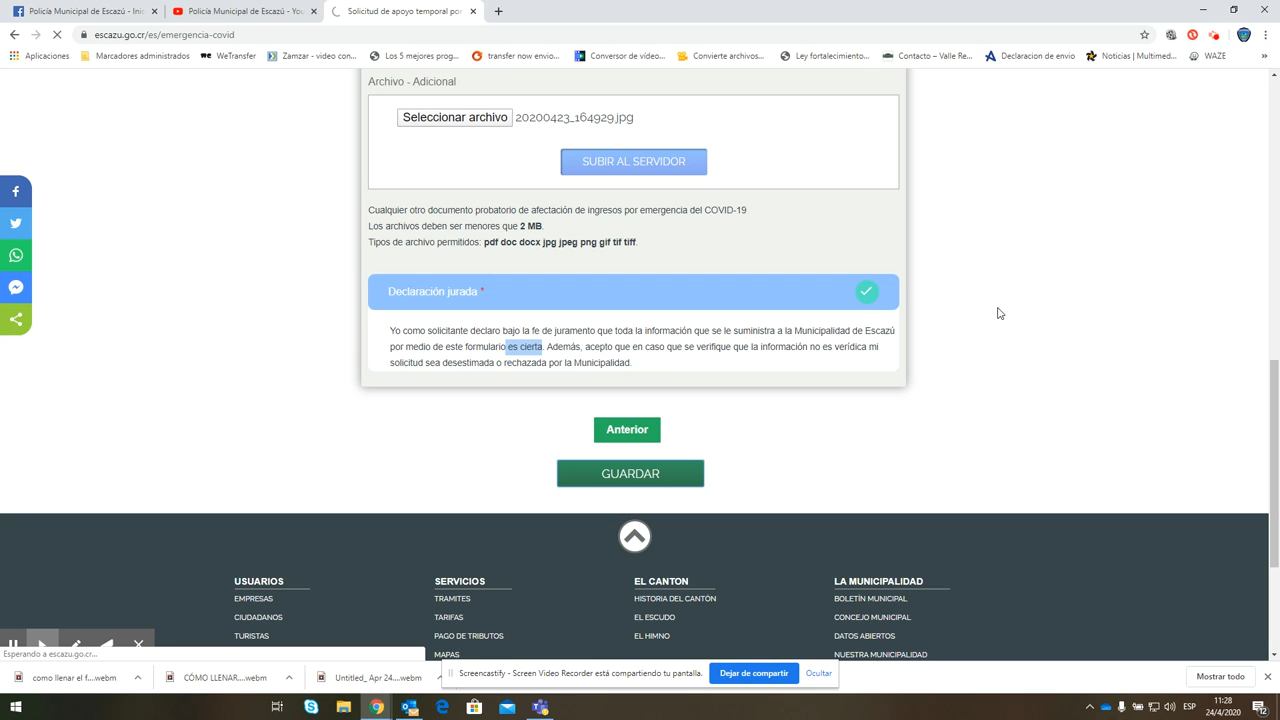 Policía Municipal de Escazú - Inic
Policía Municipal de Escazú - You
Solicitud de apoyo temporal por
escazu.go.cr/es/emergencia-covid
Aplicaciones
Marcadores administrados
WeTransfer
Zamzar - video con...
Los 5 mejores prog...
transfer now envio...
Conversor de vídeo...
Convierte archivos...
Ley fortalecimiento...
Contacto – Valle Re...
Declaracion de envio
Noticias | Multimed...
WAZE
Archivo - Adicional
Seleccionar archivo 20200423_164929.jpg
SUBIR AL SERVIDOR
Cualquier otro documento probatorio de afectación de ingresos por emergencia del COVID-19
Los archivos deben ser menores que 2 MB.
Tipos de archivo permitidos: pdf doc docx jpg jpeg png gif tif tiff.
Declaración jurada *
Yo como solicitante declaro bajo la fe de juramento que toda la información que se le suministra a la Municipalidad de Escazú
por medio de este formulario es cierta. Además, acepto que en caso que se verifique que la información no es verídica mi
solicitud sea desestimada o rechazada por la Municipalidad.
Anterior
GUARDAR
USUARIOS
EMPRESAS
CIUDADANOS
TURISTAS
SERVICIOS
TRAMITES
TARIFAS
PAGO DE TRIBUTOS
MAPAS
EL CANTON
HISTORIA DEL CANTÓN
EL ESCUDO
EL HIMNO
LA MUNICIPALIDAD
BOLETÍN MUNICIPAL
CONCEJO MUNICIPAL
DATOS ABIERTOS
NUESTRA MUNICIPALIDAD
Esperando a escazu.go.cr...
como llenar el f....webm
CÓMO LLENAR....webm
Untitled_ Apr 24....webm
Screencastify - Screen Video Recorder está compartiendo tu pantalla.
Dejar de compartir
Ocultar
Mostrar todo
ESP
11:28
24/4/2020